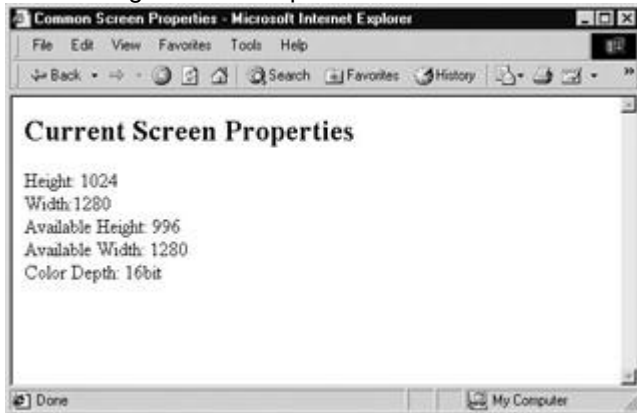 Common Screen Properties - Microsoft Internet Explorer
File Edit View Favorites Tools Help
Back Search Favorites History
Current Screen Properties
Height: 1024
Width:1280
Available Height: 996
Available Width: 1280
Color Depth: 16bit
Done My Computer